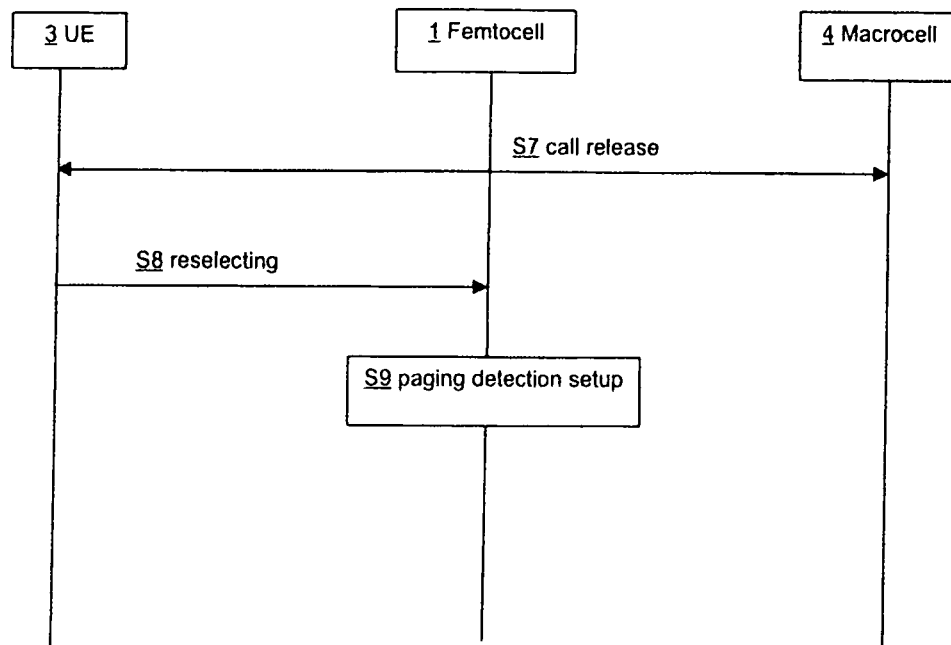 3 UE
1 Femtocell
4 Macrocell
S7 call release
S8 reselecting
S9 paging detection setup